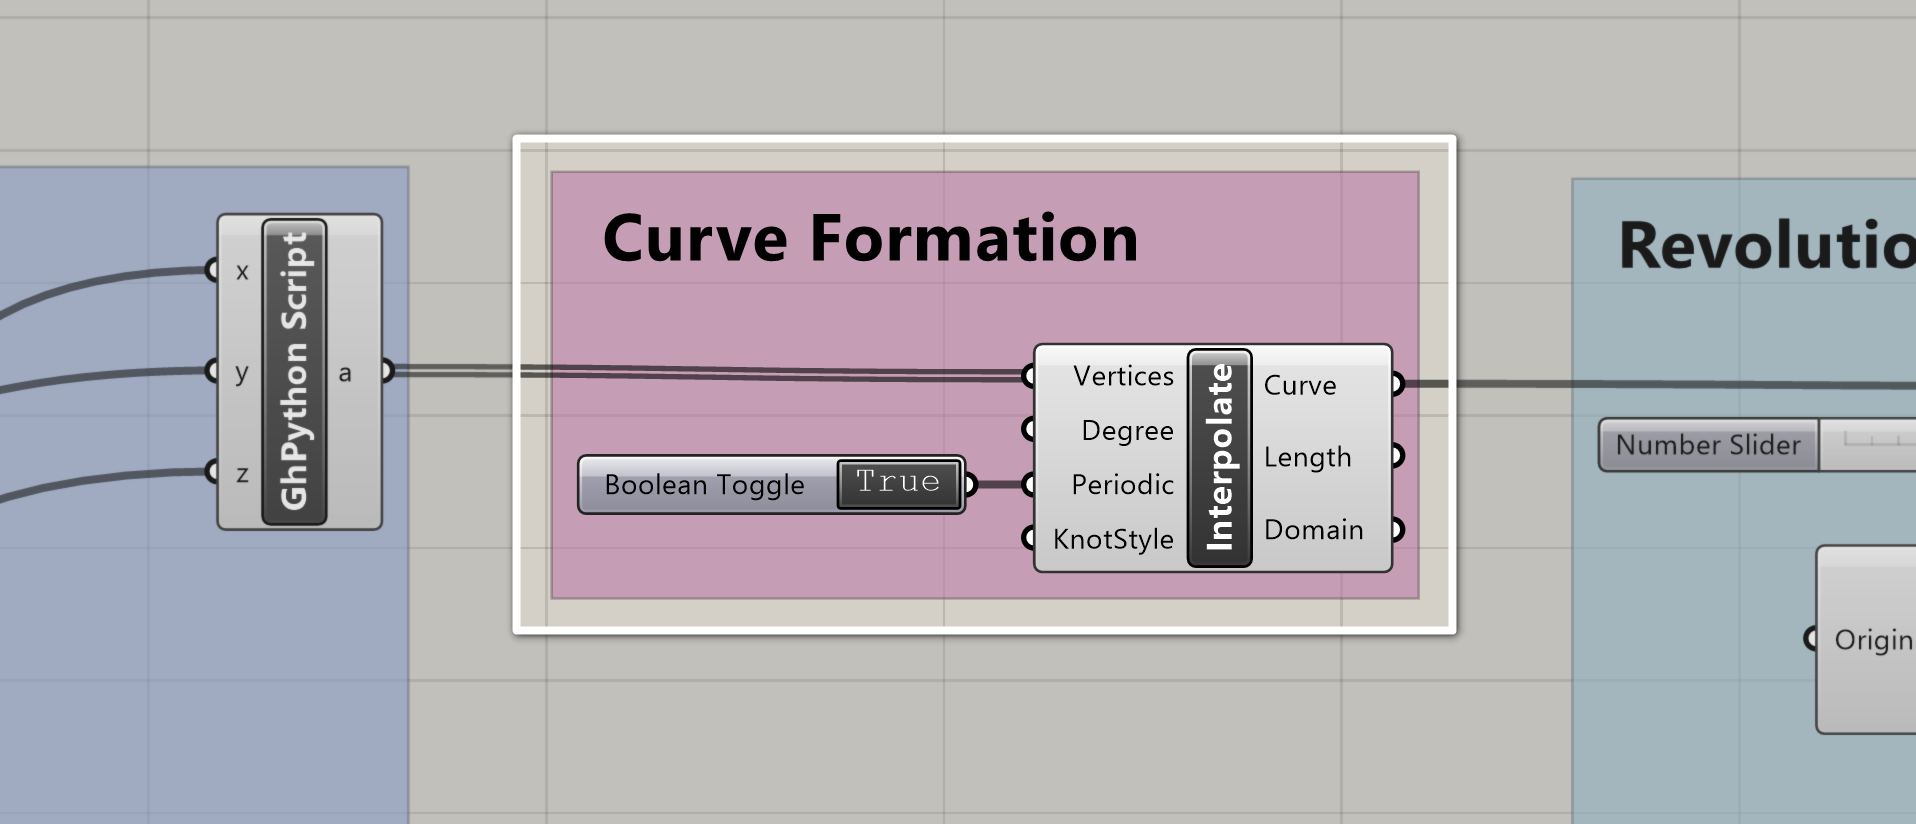 x
y
z
GhPython Script
a
Curve Formation
Boolean Toggle True
Vertices
Degree
Periodic
KnotStyle
Interpolate
Curve
Length
Domain
Revolutio
Number Slider
Origin